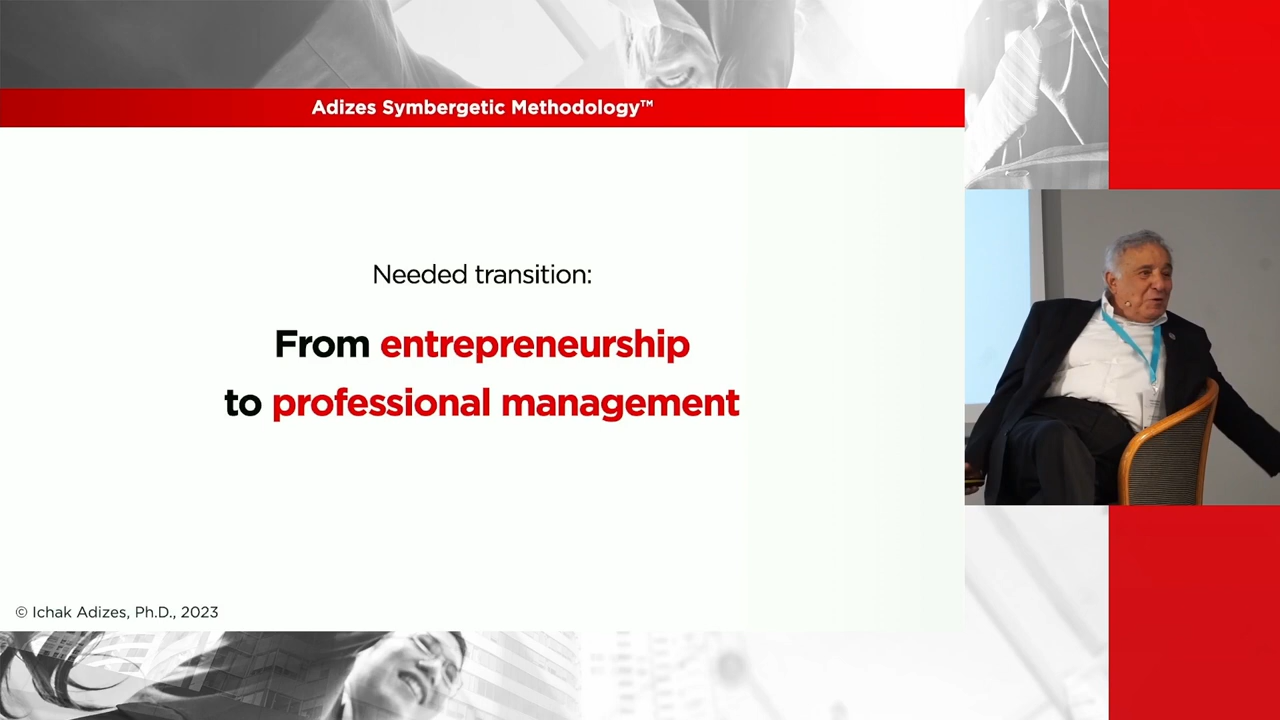 Adizes Symbergetic Methodology™
Needed transition:
From entrepreneurship
to professional management
© Ichak Adizes, Ph.D., 2023